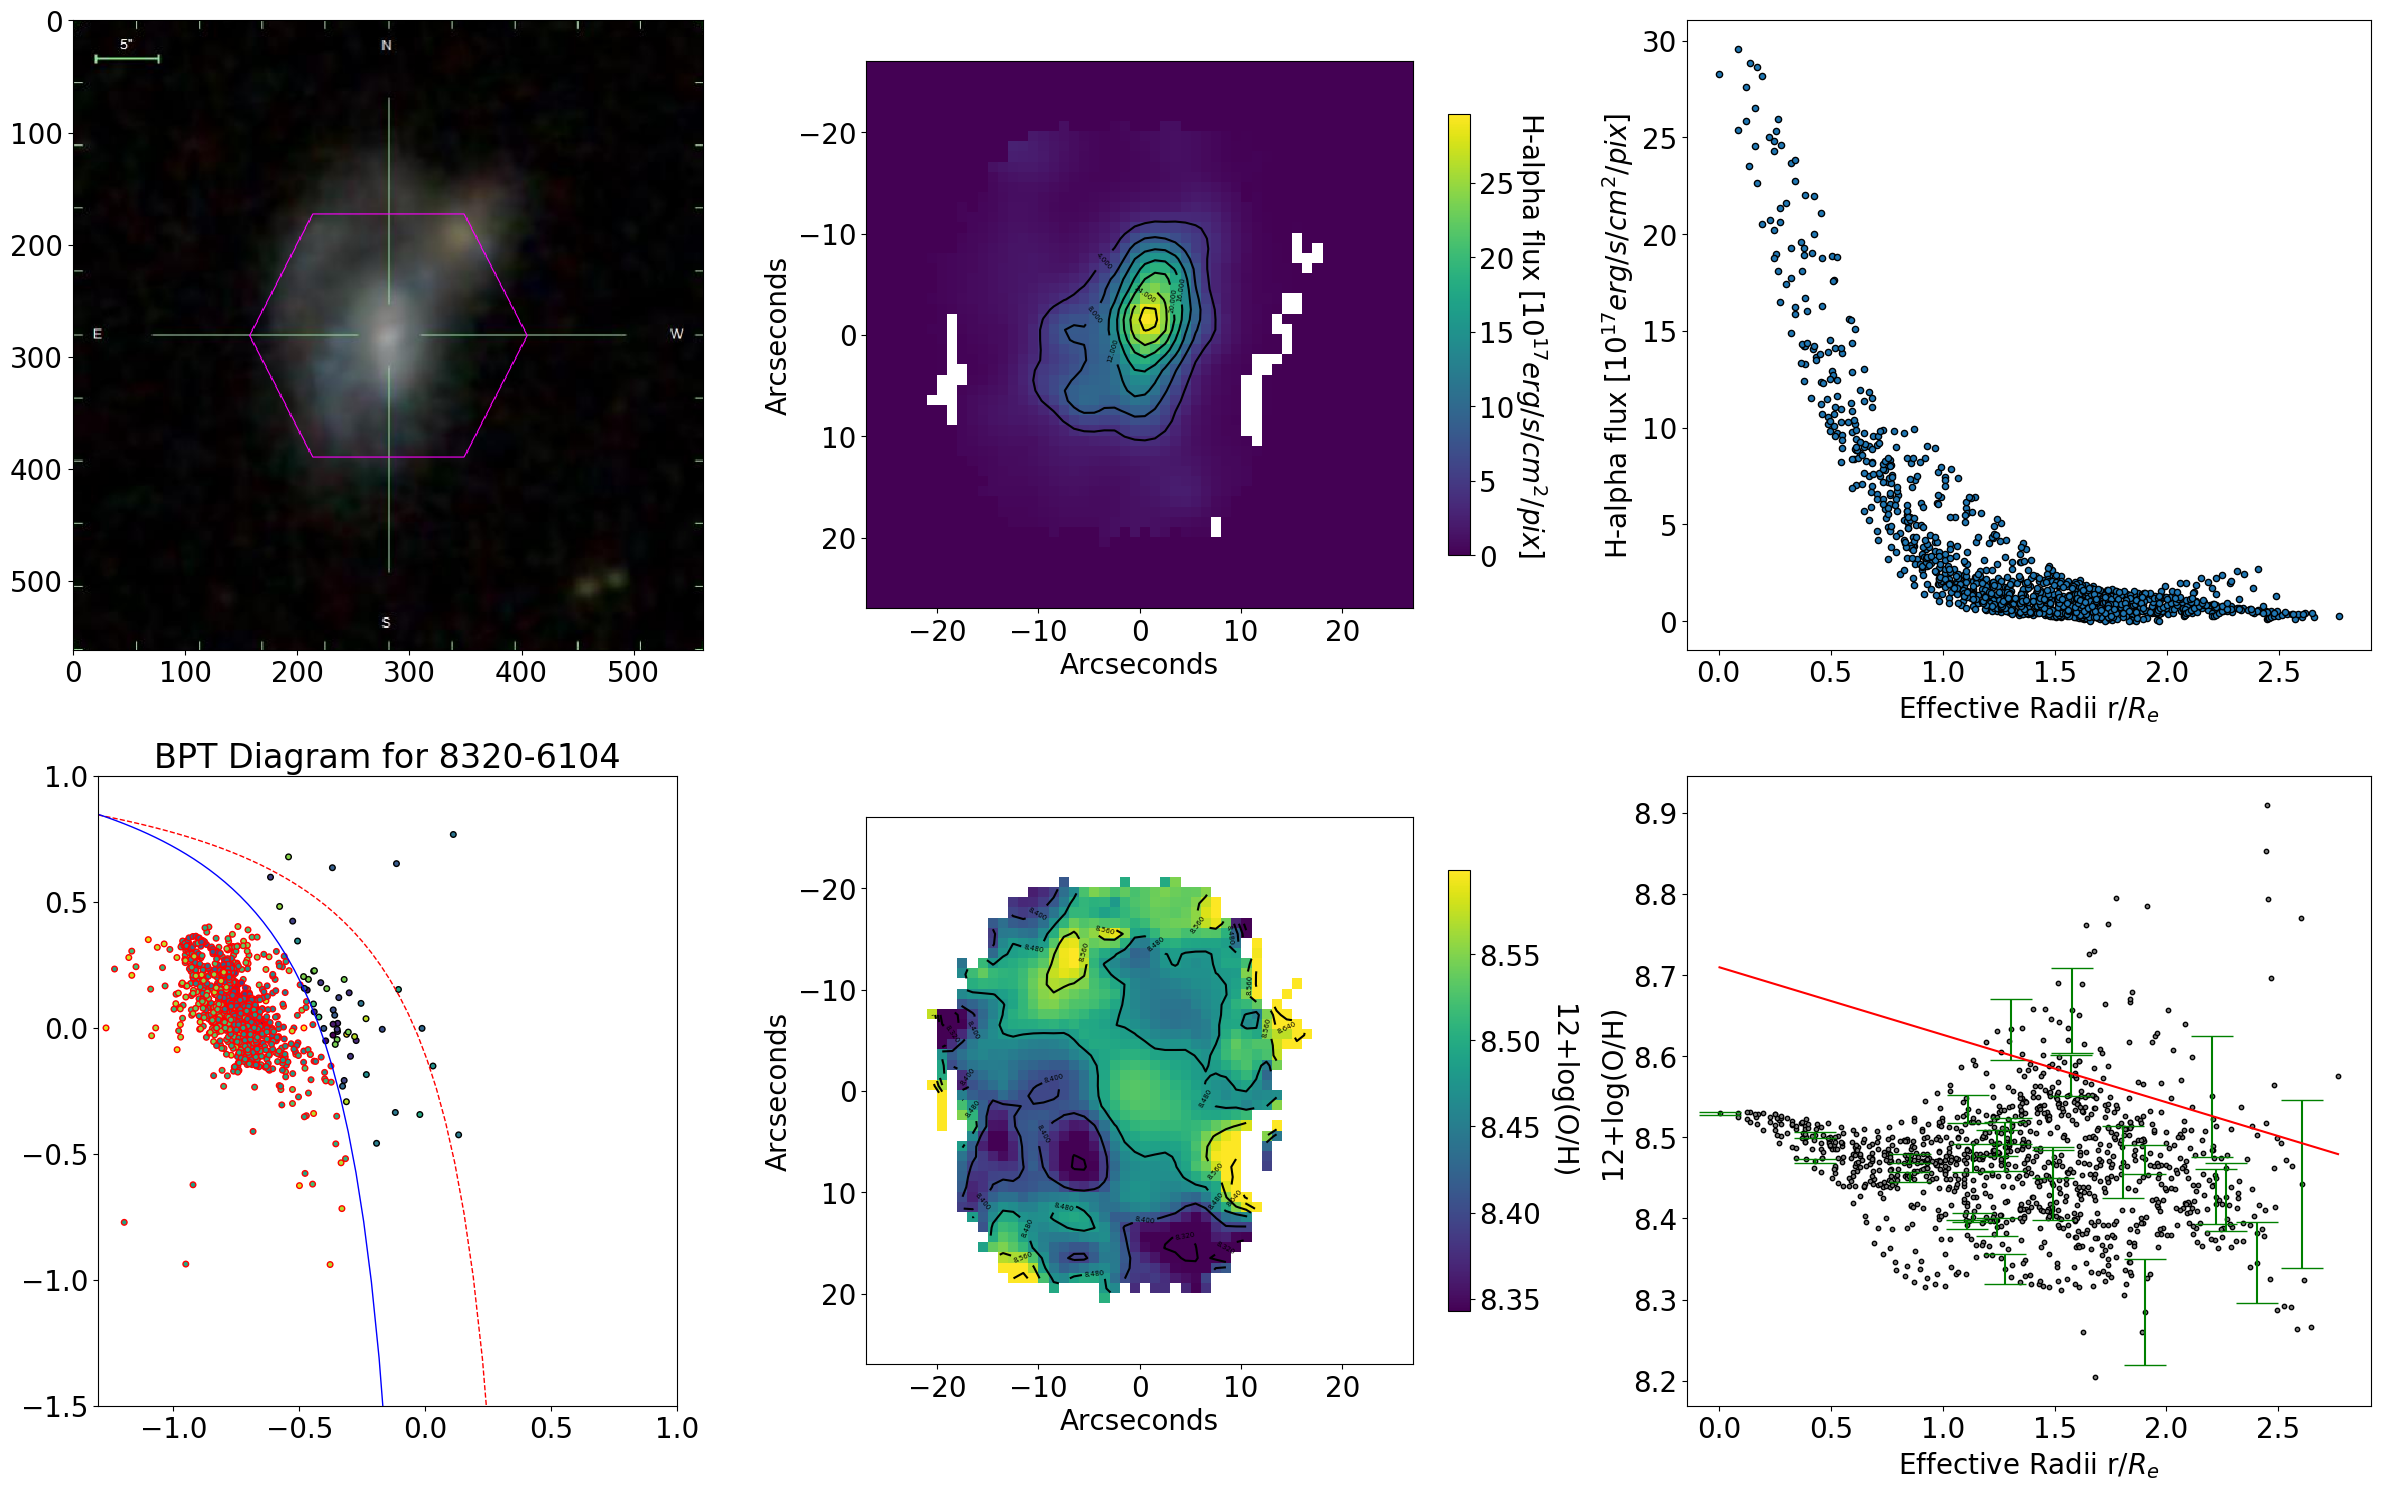 0
100
200
300
400
500
0 100 200 300 400 500
5"
N
E
W
S
−20
−10
0
10
20
−20 −10 0 10 20
Arcseconds
Arcseconds
25
20
15
10
5
0
H-alpha flux [10^17 erg/s/cm^2/pix]
30
25
20
15
10
5
0
0.0 0.5 1.0 1.5 2.0 2.5
H-alpha flux [10^17 erg/s/cm^2/pix]
Effective Radii r/R_e
BPT Diagram for 8320-6104
1.0
0.5
0.0
−0.5
−1.0
−1.5
−1.0 −0.5 0.0 0.5 1.0
−20
−10
0
10
20
−20 −10 0 10 20
Arcseconds
Arcseconds
8.55
8.50
8.45
8.40
8.35
12+log(O/H)
8.9
8.8
8.7
8.6
8.5
8.4
8.3
8.2
0.0 0.5 1.0 1.5 2.0 2.5
12+log(O/H)
Effective Radii r/R_e